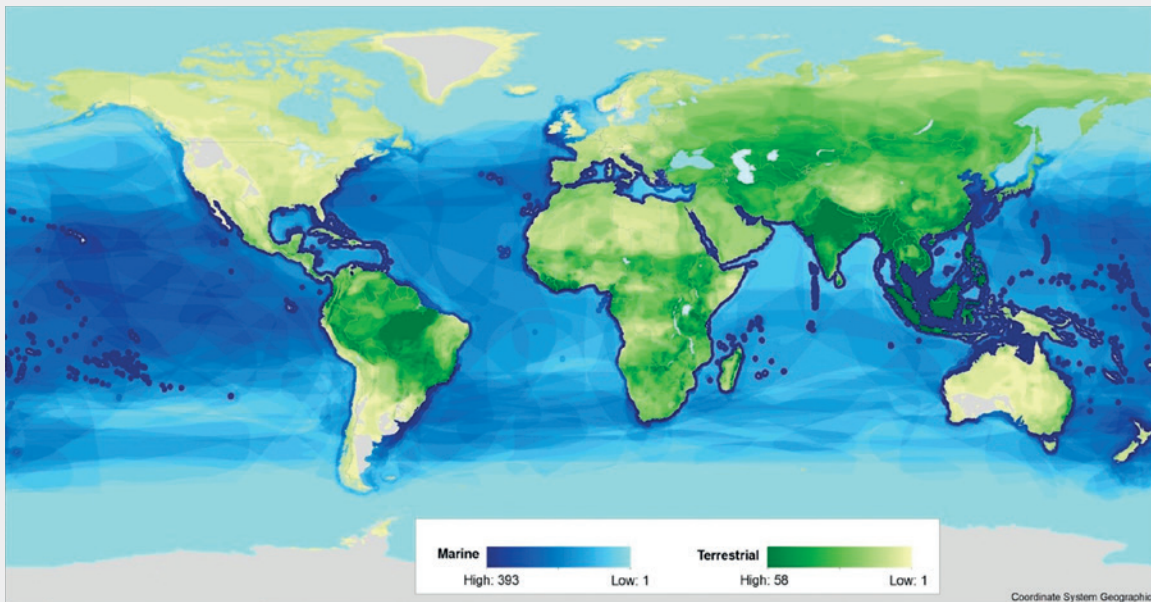 Marine
High: 393 Low: 1
Terrestrial
High: 58 Low: 1
Coordinate System Geographic